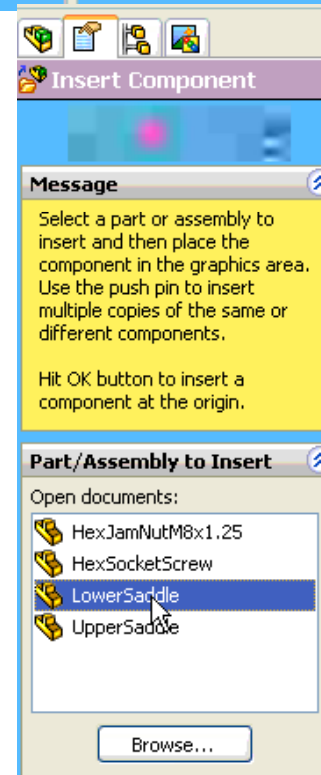 Insert Component
Message
Select a part or assembly to
insert and then place the
component in the graphics area.
Use the push pin to insert
multiple copies of the same or
different components.
Hit OK button to insert a
component at the origin.
Part/Assembly to Insert
Open documents:
HexJamNutM8x1.25
HexSocketScrew
LowerSaddle
UpperSaddle
Browse...